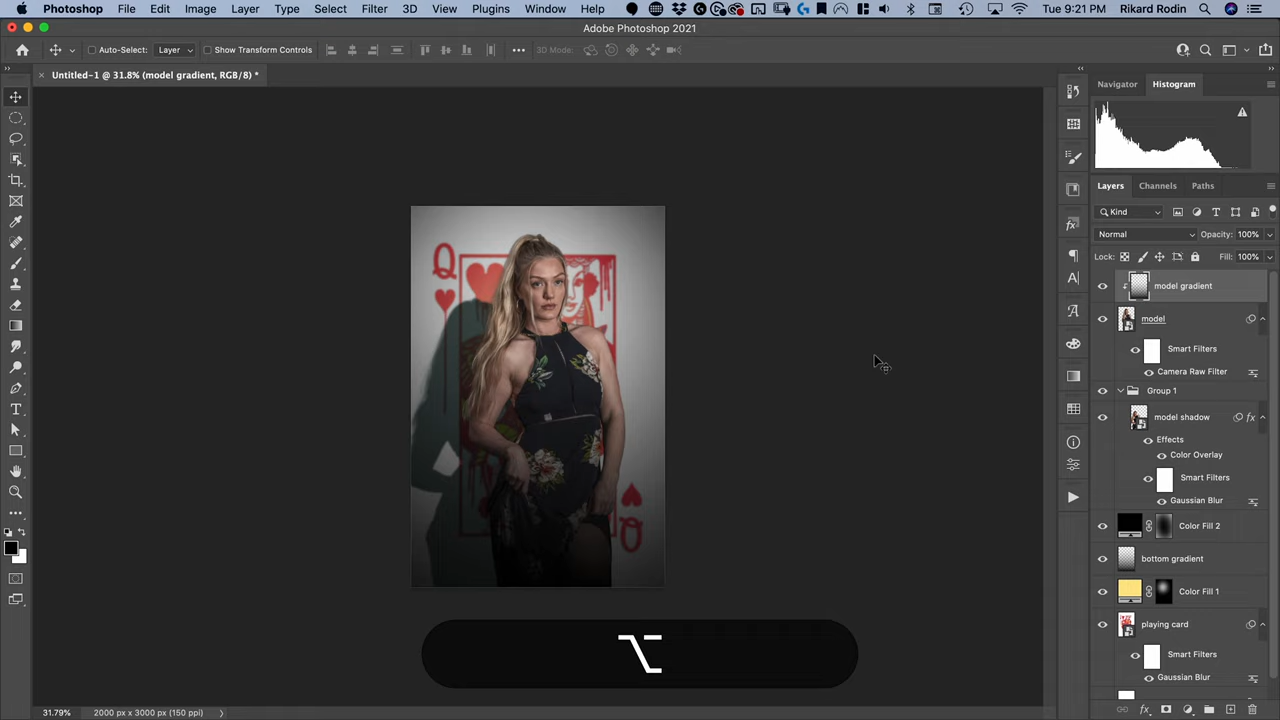 Photoshop File Edit Image Layer Type Select Filter 3D View Plugins Window Help Tue 9:21 PM Rikard Rodin
Adobe Photoshop 2021
Auto-Select: Layer Show Transform Controls ••• 3D Mode:
× Untitled-1 @ 31.8% (model gradient, RGB/8) *
Navigator Histogram
Layers Channels Paths
Kind
Normal Opacity: 100%
Lock: Fill: 100%
model gradient
model
Smart Filters
Camera Raw Filter
Group 1
model shadow fx
Effects
Color Overlay
Smart Filters
Gaussian Blur
Color Fill 2
bottom gradient
Color Fill 1
playing card
Smart Filters
Gaussian Blur
Q
Q
⌥
31.79% 2000 px x 3000 px (150 ppi)